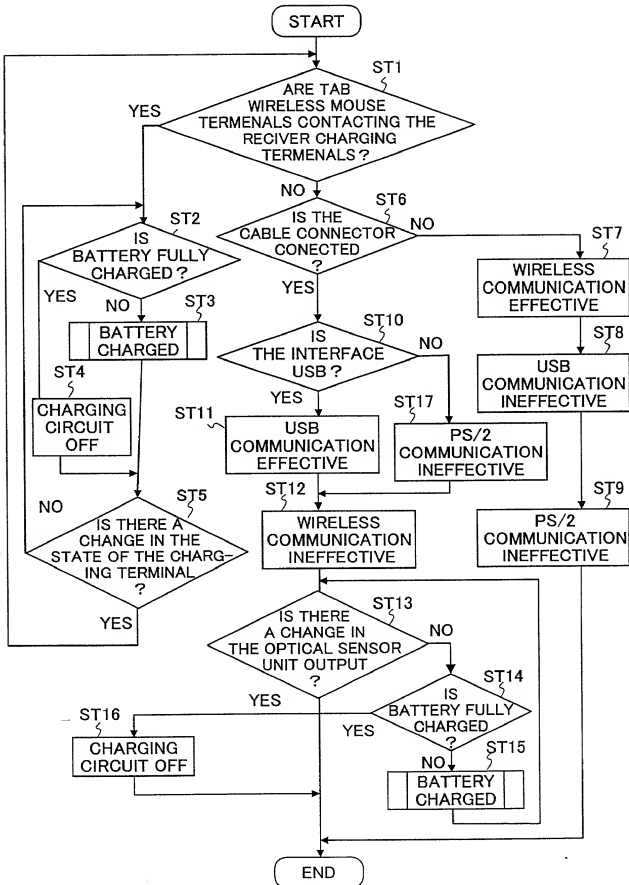 START
ST1
ARE TAB
WIRELESS MOUSE
TERMENALS CONTACTING THE
RECIVER CHARGING
TERMENALS?
YES
NO
ST2
IS
BATTERY FULLY
CHARGED?
YES
NO
ST3
BATTERY
CHARGED
ST4
CHARGING
CIRCUIT
OFF
ST5
IS THERE A
CHANGE IN THE
STATE OF THE CHARG-
ING TERMINAL
?
NO
YES
ST6
IS THE
CABLE CONNECTOR
CONECTED
?
NO
YES
ST7
WIRELESS
COMMUNICATION
EFFECTIVE
ST8
USB
COMMUNICATION
INEFFECTIVE
ST9
PS/2
COMMUNICATION
INEFFECTIVE
ST10
IS
THE INTERFACE
USB?
NO
YES
ST11
USB
COMMUNICATION
EFFECTIVE
ST17
PS/2
COMMUNICATION
INEFFECTIVE
ST12
WIRELESS
COMMUNICATION
INEFFECTIVE
ST13
IS THERE
A CHANGE IN
THE OPTICAL SENSOR
UNIT OUTPUT
?
NO
YES
ST14
IS
BATTERY FULLY
CHARGED
?
YES
NO
ST15
BATTERY
CHARGED
ST16
CHARGING
CIRCUIT OFF
END